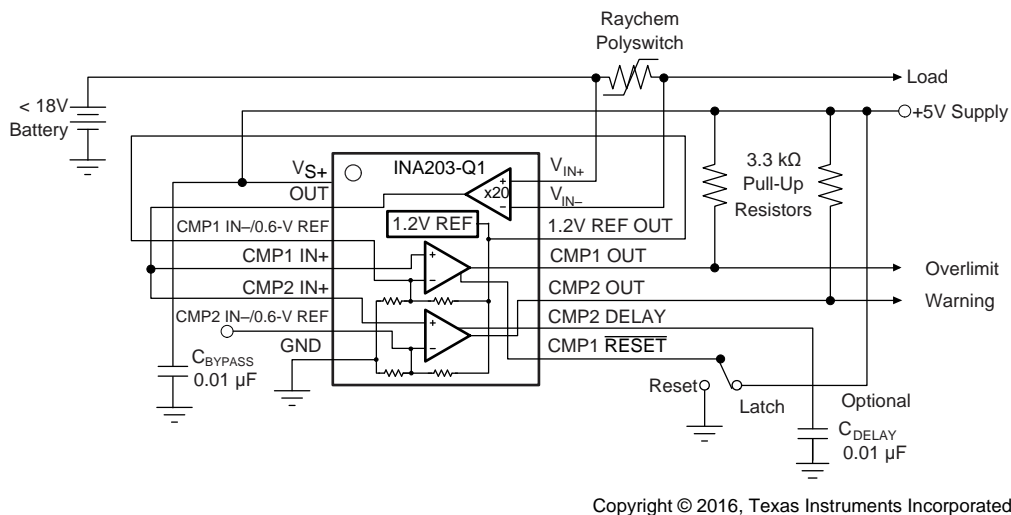 Raychem
Polyswitch
Load
< 18V
Battery
+5V Supply
VS+
INA203-Q1
VIN+
x20
VIN–
3.3 kΩ
Pull-Up
Resistors
OUT
CMP1 IN–/0.6-V REF
1.2V REF
1.2V REF OUT
CMP1 IN+
CMP1 OUT
Overlimit
CMP2 IN+
CMP2 OUT
Warning
CMP2 IN–/0.6-V REF
CMP2 DELAY
GND
CMP1 RESET
CBYPASS
0.01 µF
Reset
Latch
Optional
CDELAY
0.01 µF
Copyright © 2016, Texas Instruments Incorporated